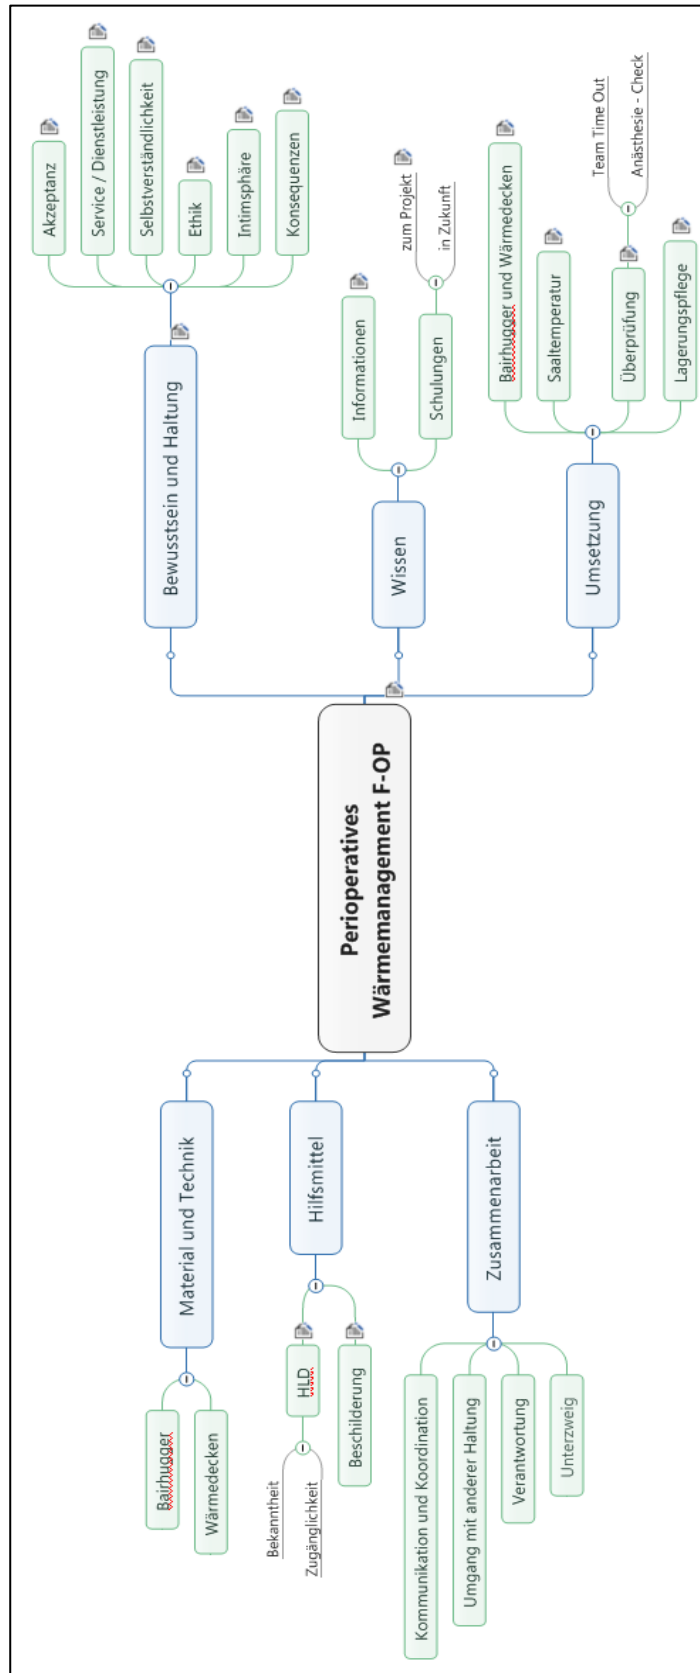 Perioperatives
Wärmemanagement F-OP
Material und Technik
Bairhugger
Wärmedecken
Hilfsmittel
HLD
Bekanntheit
Zugänglichkeit
Beschilderung
Zusammenarbeit
Kommunikation und Koordination
Umgang mit anderer Haltung
Verantwortung
Unterzweig
Bewusstsein und Haltung
Akzeptanz
Service / Dienstleistung
Selbstverständlichkeit
Ethik
Intimsphäre
Konsequenzen
Wissen
Informationen
Schulungen
zum Projekt
in Zukunft
Umsetzung
Bairhugger und Wärmedecken
Saaltemperatur
Überprüfung
Team Time Out
Anästhesie - Check
Lagerungspflege